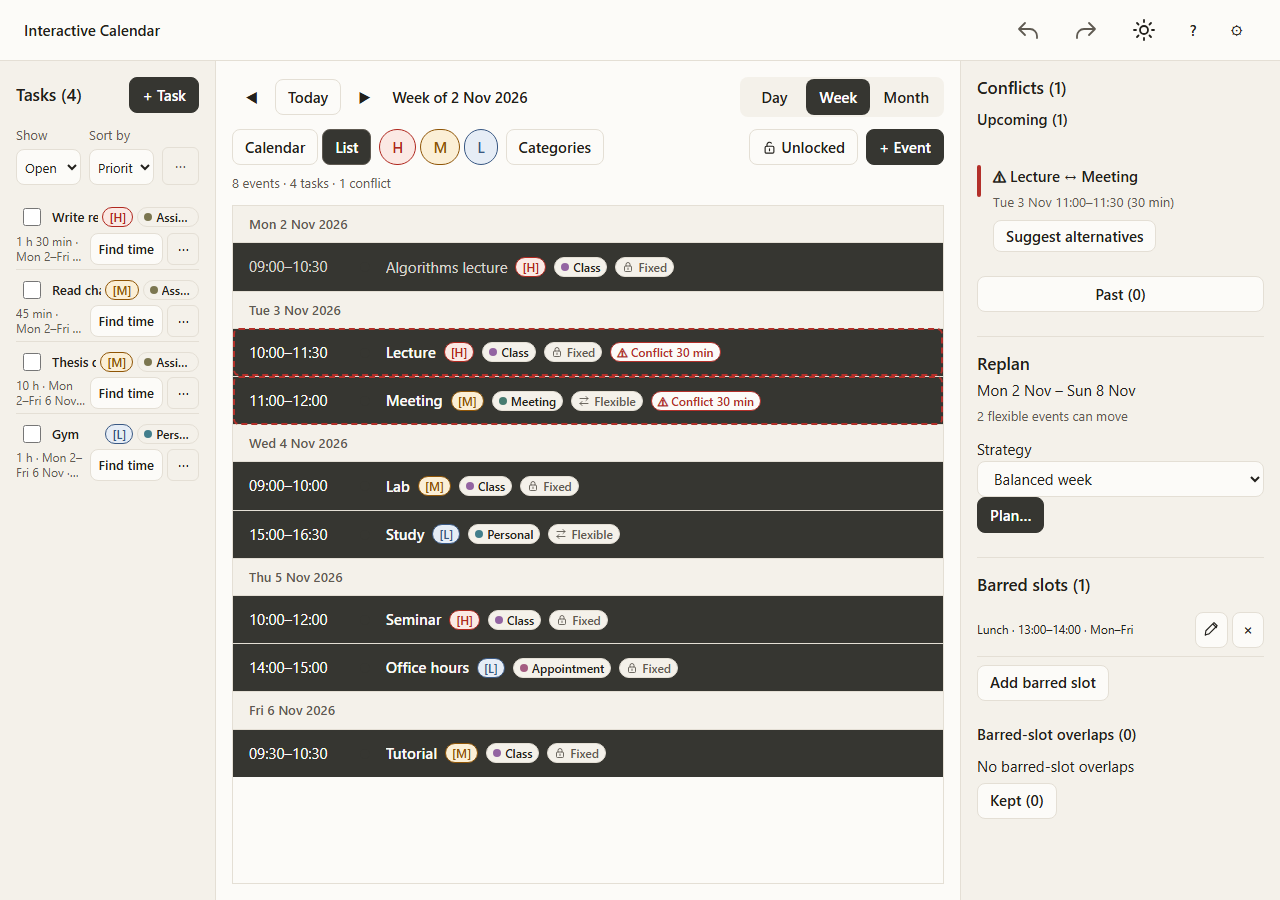 Interactive Calendar
?
Tasks (4)
+ Task
Show
Sort by
Open
Priorit
...
Write re [H] Assi...
1 h 30 min ·
Mon 2–Fri ...
Find time
...
Read cha [M] Ass...
45 min ·
Mon 2–Fri ...
Find time
...
Thesis c [M] Assi...
10 h · Mon
2–Fri 6 Nov...
Find time
...
Gym [L] Pers...
1 h · Mon 2–
Fri 6 Nov ·...
Find time
...
◀ Today ▶ Week of 2 Nov 2026
Day Week Month
Calendar List H M L Categories
Unlocked + Event
8 events · 4 tasks · 1 conflict
Mon 2 Nov 2026
09:00–10:30 Algorithms lecture [H] Class Fixed
Tue 3 Nov 2026
10:00–11:30 Lecture [H] Class Fixed ⚠ Conflict 30 min
11:00–12:00 Meeting [M] Meeting Flexible ⚠ Conflict 30 min
Wed 4 Nov 2026
09:00–10:00 Lab [M] Class Fixed
15:00–16:30 Study [L] Personal Flexible
Thu 5 Nov 2026
10:00–12:00 Seminar [H] Class Fixed
14:00–15:00 Office hours [L] Appointment Fixed
Fri 6 Nov 2026
09:30–10:30 Tutorial [M] Class Fixed
Conflicts (1)
Upcoming (1)
⚠ Lecture ↔ Meeting
Tue 3 Nov 11:00–11:30 (30 min)
Suggest alternatives
Past (0)
Replan
Mon 2 Nov – Sun 8 Nov
2 flexible events can move
Strategy
Balanced week
Plan...
Barred slots (1)
Lunch · 13:00–14:00 · Mon–Fri
×
Add barred slot
Barred-slot overlaps (0)
No barred-slot overlaps
Kept (0)